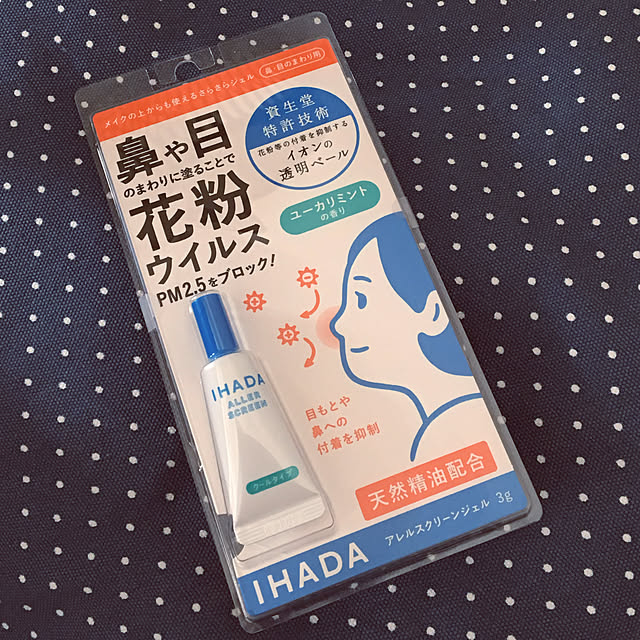 メイクの上からも使えるさらさらジェル
鼻・目のまわり用
鼻や目
のまわりに塗ることで
花粉
ウイルス
PM2.5をブロック!
資生堂
特許技術
花粉等の付着を抑制する
イオンの
透明ベール
ユーカリミント
の香り
IHADA
ALLER
SCREEN
クールタイプ
目もとや
鼻への
付着を抑制
天然精油配合
アレルスクリーンジェル 3g
IHADA